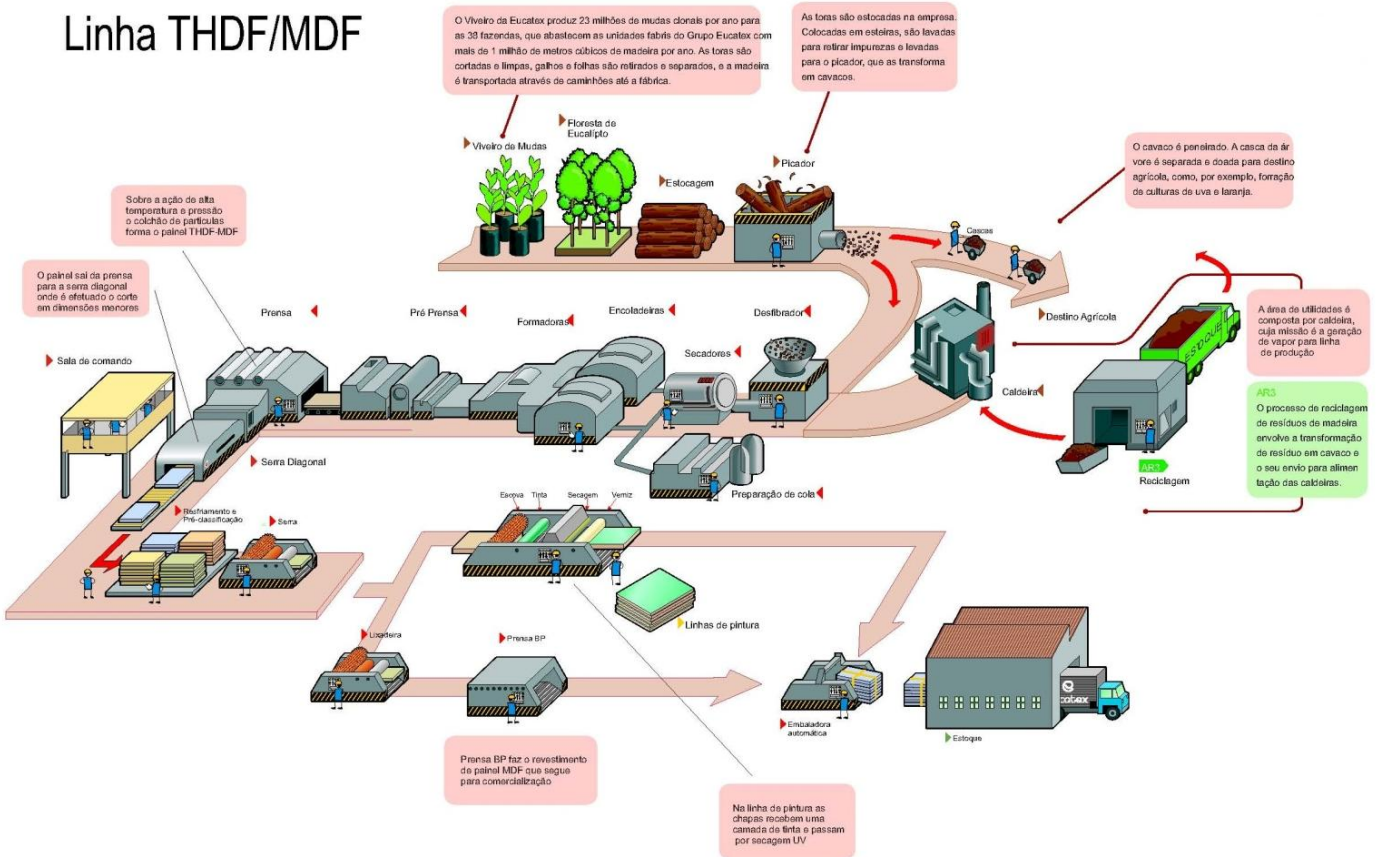 Linha THDF/MDF
O Viveiro da Eucatex produz 23 milhões de mudas clonais por ano para
as 38 fazendas, que abastecem as unidades fabris do Grupo Eucatex com
mais de 1 milhão de metros cúbicos de madeira por ano. As toras são
cortadas e limpas, galhos e folhas são retirados e separados, e a madeira
é transportada através de caminhões até a fábrica.
As toras são estocadas na empresa.
Colocadas em esteiras, são lavadas
para retirar impurezas e levadas
para o picador, que as transforma
em cavacos.
Viveiro de Mudas
Floresta de
Eucalípto
Estocagem
Picador
O cavaco é peneirado. A casca da ár
vore é separada e doada para destino
agrícola, como, por exemplo, forração
de culturas de uva e laranja.
Cascas
Destino Agrícola
Sobre a ação de alta
temperatura e pressão
o colchão de partículas
forma o painel THDF-MDF
O painel sai da prensa
para a serra diagonal
onde é efetuado o corte
em dimensões menores
Sala de comando
Prensa
Pré Prensa
Formadoras
Encoladeiras
Secadores
Desfibrador
Caldeira
ESTOQUE
A área de utilidades é
composta por caldeira,
cuja missão é a geração
de vapor para linha
de produção
AR3
O processo de reciclagem
de resíduos de madeira
envolve a transformação
de resíduo em cavaco e
o seu envio para alimen
tação das caldeiras.
AR3
Reciclagem
Serra Diagonal
Preparação de cola
Resfriamento e
Pré-classificação
Serra
Escova
Tinta
Secagem
Verniz
Linhas de pintura
Lixadeira
Prensa BP
Embaladora
automática
Estoque
Prensa BP faz o revestimento
de painel MDF que segue
para comercialização
Na linha de pintura as
chapas recebem uma
camada de tinta e passam
por secagem UV